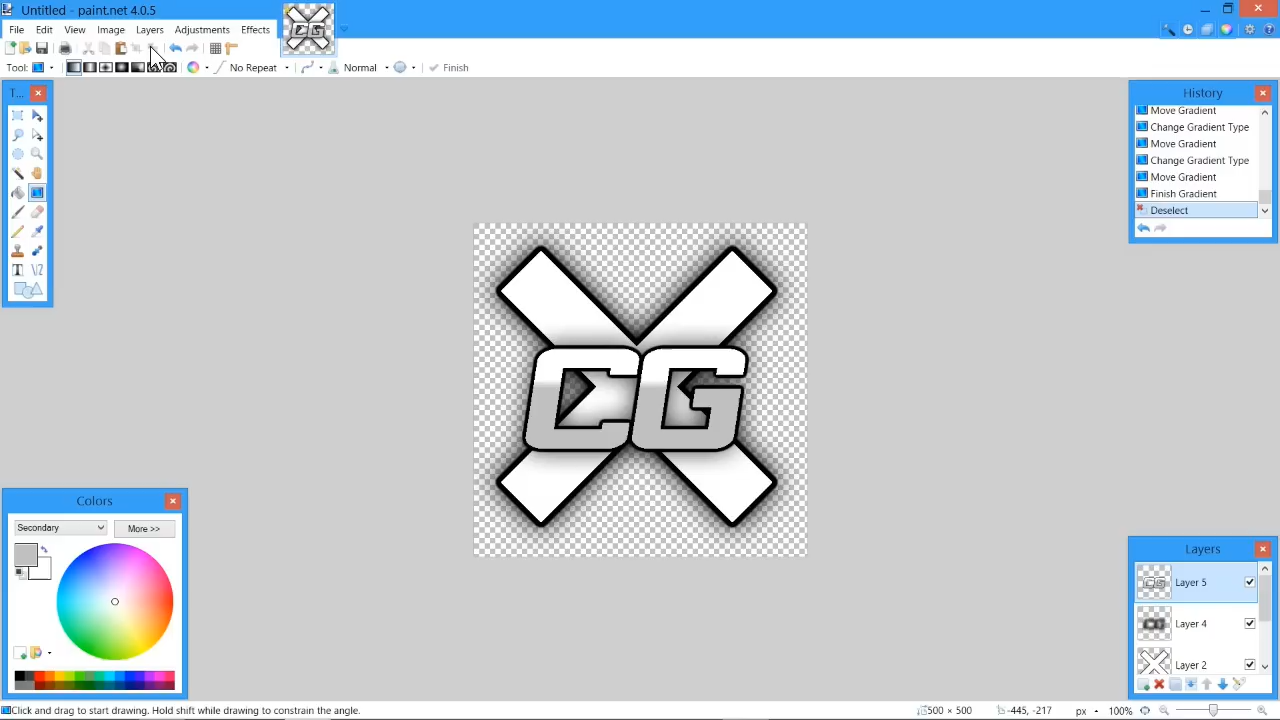 Untitled - paint.net 4.0.5
File Edit View Image Layers Adjustments Effects
Tool: No Repeat Normal Finish
T...
History
Move Gradient
Change Gradient Type
Move Gradient
Change Gradient Type
Move Gradient
Finish Gradient
Deselect
CG
Colors
Secondary More >>
Layers
Layer 5
Layer 4
Layer 2
Click and drag to start drawing. Hold shift while drawing to constrain the angle. 500 × 500 -445, -217 px 100%